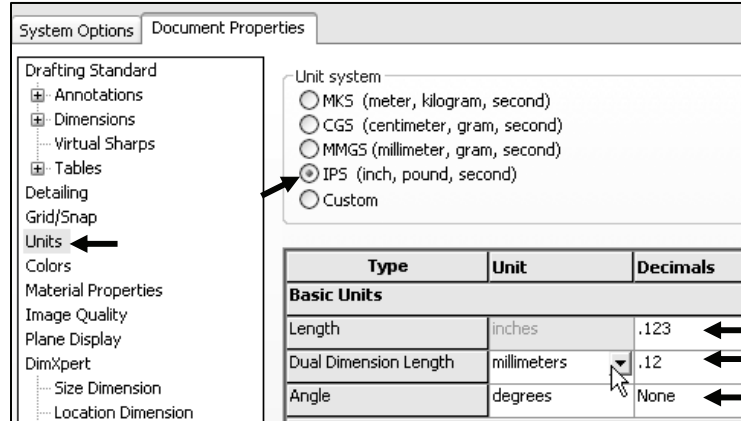 System Options
Document Properties
Drafting Standard
Annotations
Dimensions
Virtual Sharps
Tables
Detailing
Grid/Snap
Units
Colors
Material Properties
Image Quality
Plane Display
DimXpert
Size Dimension
Location Dimension
Unit system
MKS (meter, kilogram, second)
CGS (centimeter, gram, second)
MMGS (millimeter, gram, second)
IPS (inch, pound, second)
Custom
Type Unit Decimals
Basic Units
Length inches .123
Dual Dimension Length millimeters .12
Angle degrees None